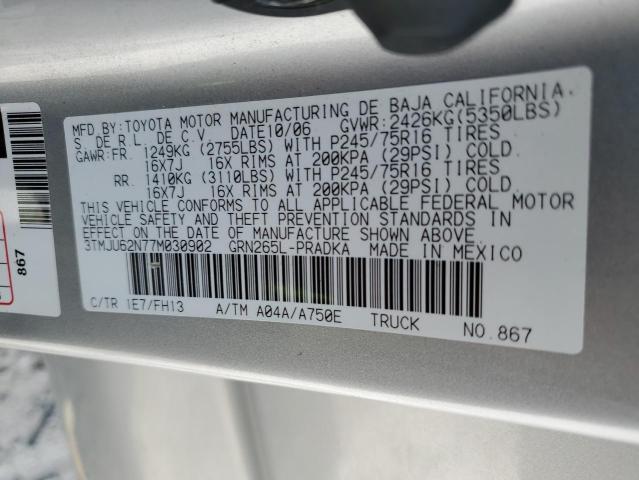 MFD.BY:TOYOTA MOTOR MANUFACTURING DE BAJA CALIFORNIA,
S. DE R.L. DE C.V. DATE10/06 GVWR:2426KG(5350LBS)
GAWR:FR. 1249KG (2755LBS) WITH P245/75R16 TIRES
16X7J 16X RIMS AT 200KPA (29PSI) COLD.
RR. 1410KG (3110LBS) WITH P245/75R16 TIRES
16X7J 16X RIMS AT 200KPA (29PSI) COLD.
THIS VEHICLE CONFORMS TO ALL APPLICABLE FEDERAL MOTOR
VEHICLE SAFETY AND THEFT PREVENTION STANDARDS IN
EFFECT ON THE DATE OF MANUFACTURE SHOWN ABOVE.
3TMJU62N77M030902 GRN265L-PRADKA MADE IN MEXICO
C/TR 1E7/FH13 A/TM A04A/A750E TRUCK NO.867
867